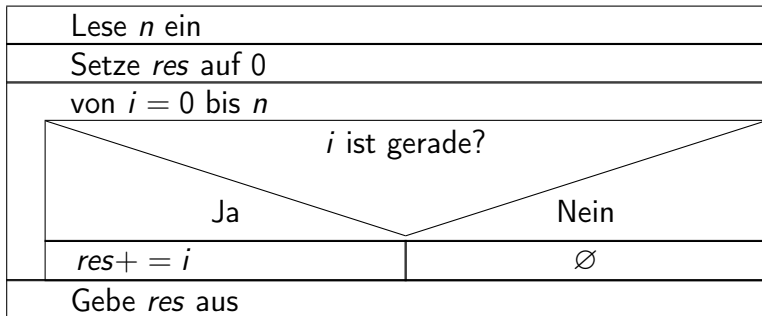 Lese n ein
Setze res auf 0
von i = 0 bis n
i ist gerade?
Ja Nein
res+ = i ∅
Gebe res aus